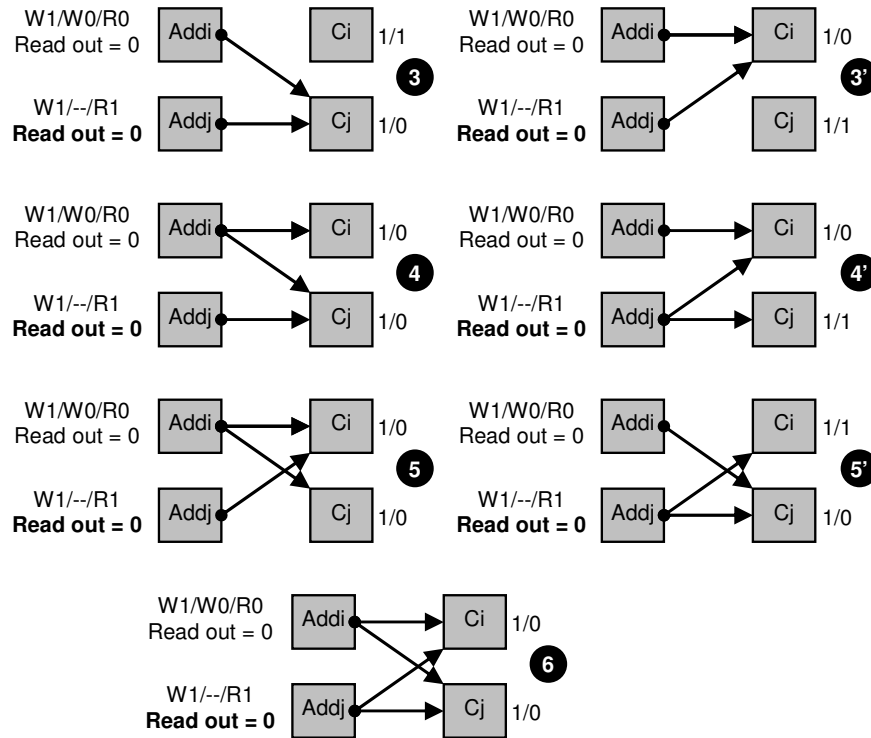 W1/W0/R0
Read out = 0
Addi
Ci
1/1
3
W1/--/R1
Read out = 0
Addj
Cj
1/0
W1/W0/R0
Read out = 0
Addi
Ci
1/0
3'
W1/--/R1
Read out = 0
Addj
Cj
1/1
W1/W0/R0
Read out = 0
Addi
Ci
1/0
4
W1/--/R1
Read out = 0
Addj
Cj
1/0
W1/W0/R0
Read out = 0
Addi
Ci
1/0
4'
W1/--/R1
Read out = 0
Addj
Cj
1/1
W1/W0/R0
Read out = 0
Addi
Ci
1/0
5
W1/--/R1
Read out = 0
Addj
Cj
1/0
W1/W0/R0
Read out = 0
Addi
Ci
1/1
5'
W1/--/R1
Read out = 0
Addj
Cj
1/0
W1/W0/R0
Read out = 0
Addi
Ci
1/0
6
W1/--/R1
Read out = 0
Addj
Cj
1/0